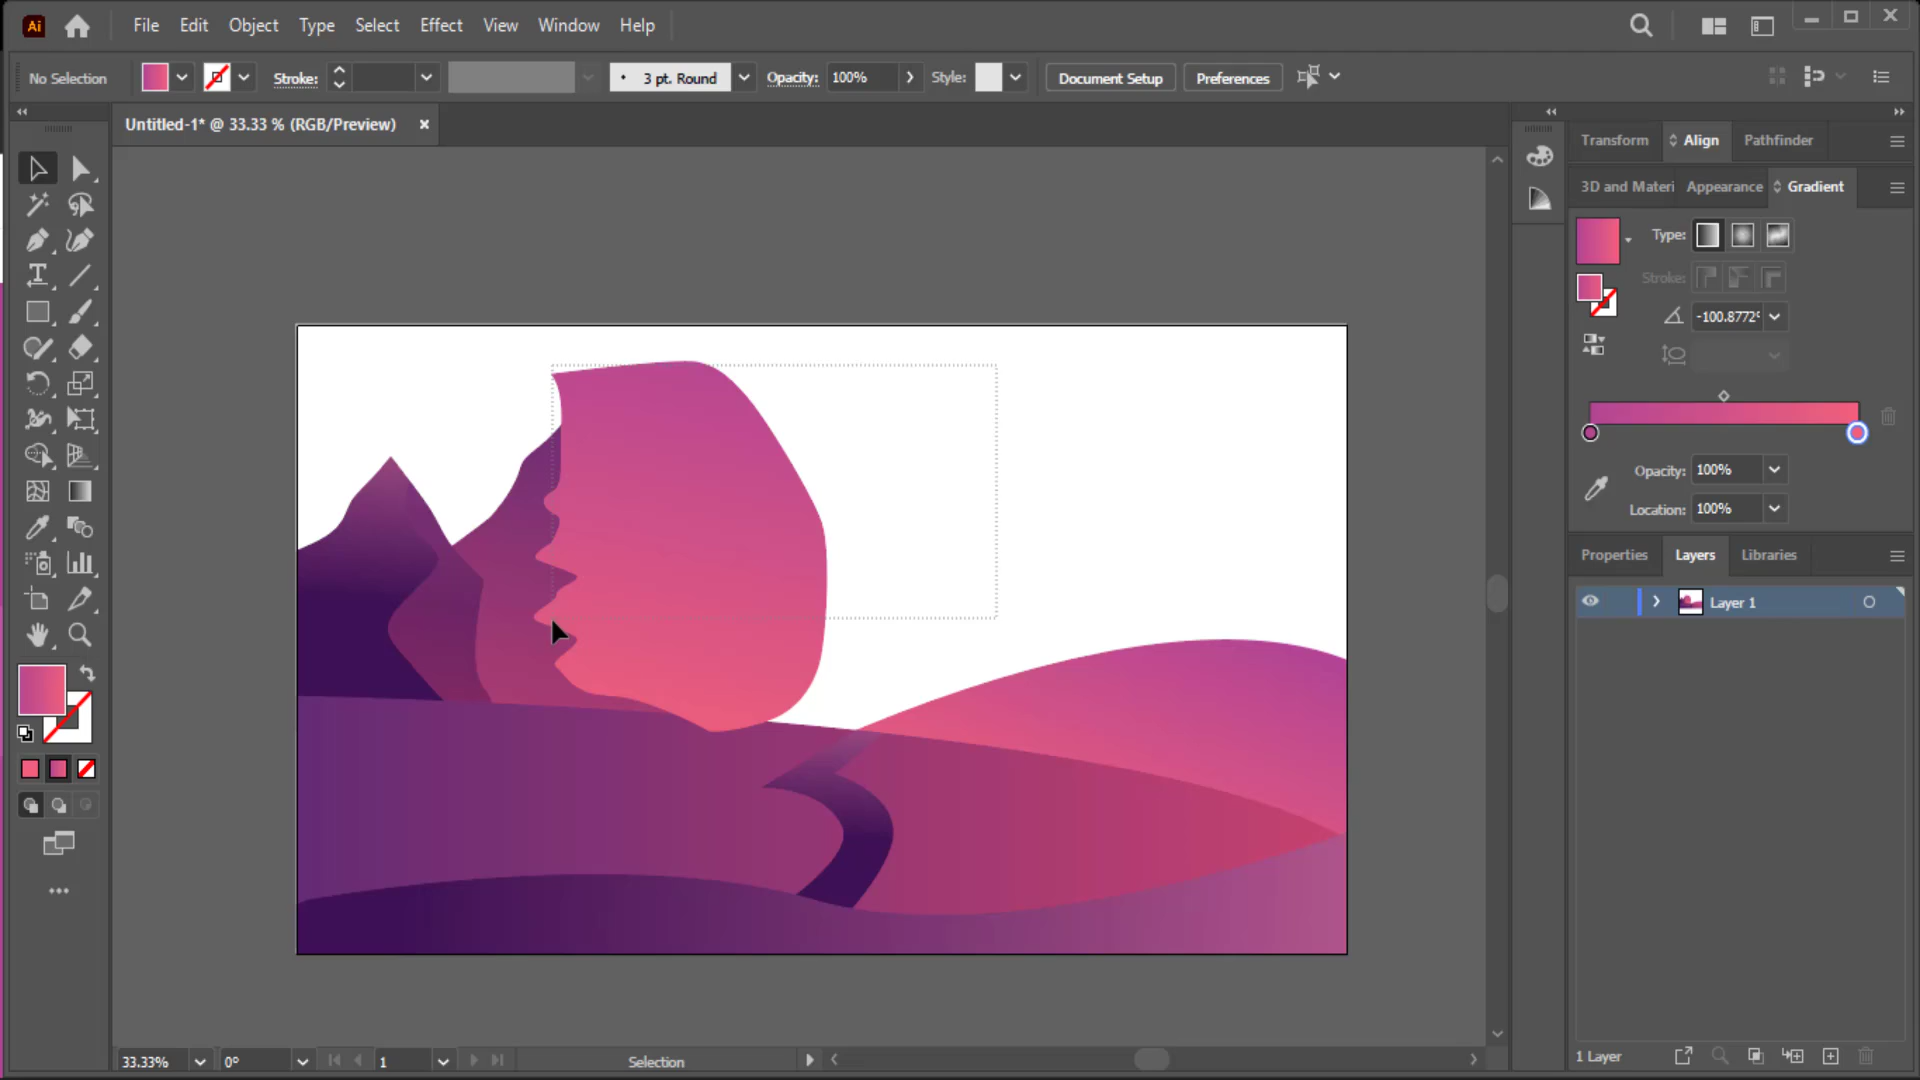 Ai File Edit Object Type Select Effect View Window Help
No Selection Stroke: 3 pt. Round Opacity: 100% Style: Document Setup Preferences
Untitled-1* @ 33.33 % (RGB/Preview)
Transform Align Pathfinder
3D and Materi Appearance Gradient
Type:
Stroke:
-100.8772°
Opacity: 100%
Location: 100%
Properties Layers Libraries
Layer 1
33.33% 0° 1 Selection
1 Layer